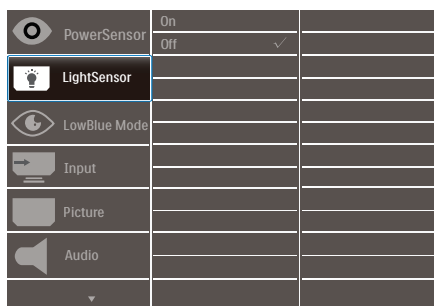 PowerSensor
On
Off ✓
LightSensor
LowBlue Mode
Input
Picture
Audio